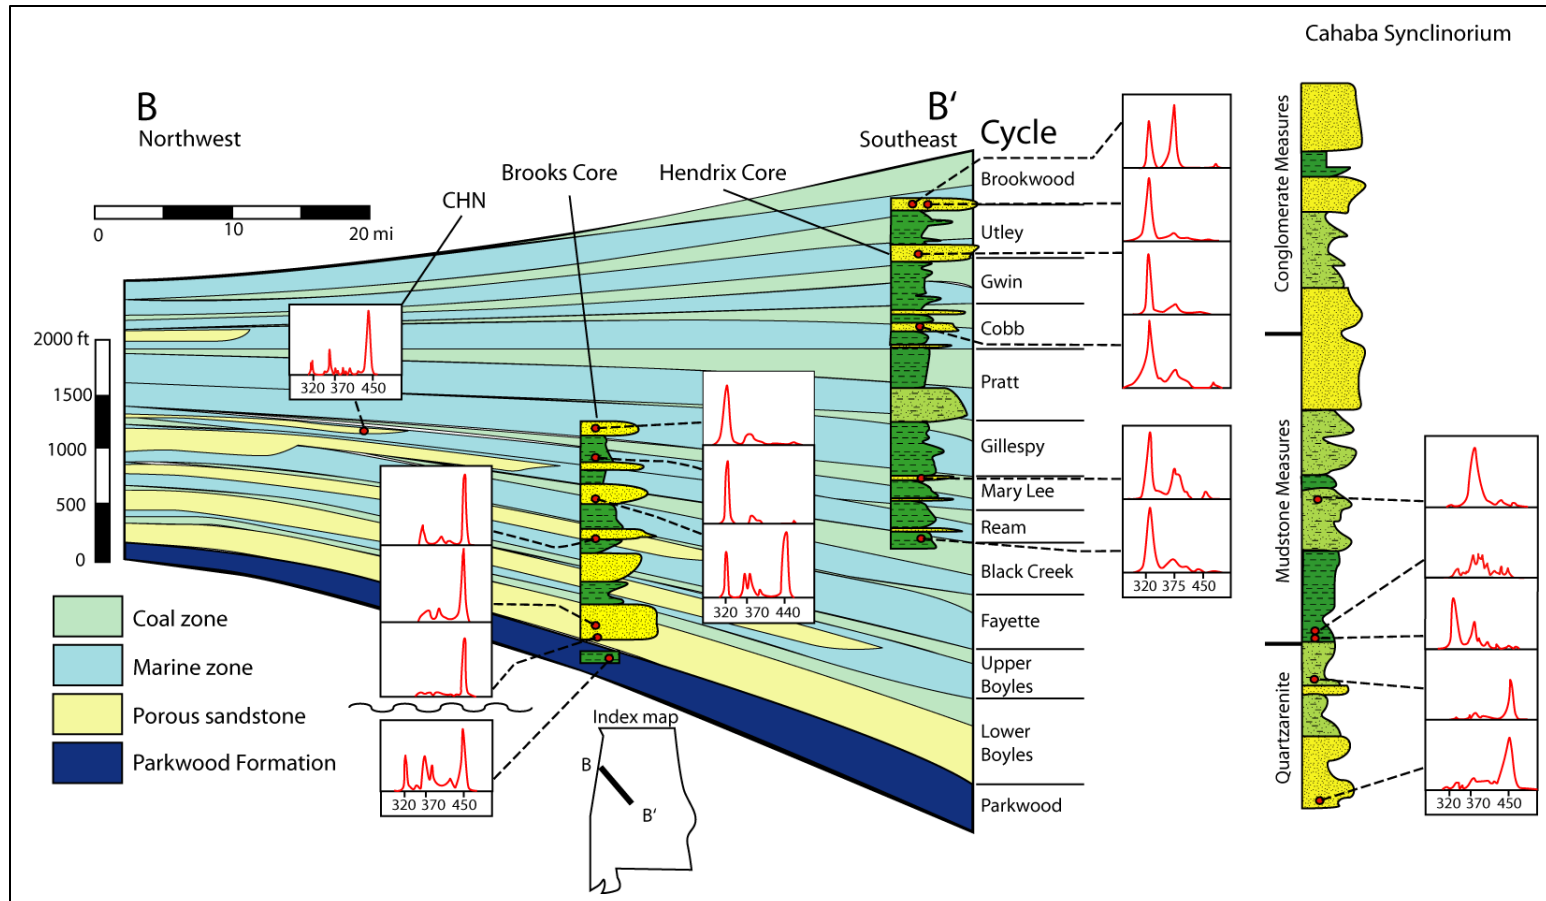 Cahaba Synclinorium
B
Northwest
B'
Southeast
Cycle
CHN
Brooks Core
Hendrix Core
0
10
20 mi
2000 ft
1500
1000
500
0
320 370 450
320 370 440
320 370 450
320 375 450
320 370 450
Brookwood
Utley
Gwin
Cobb
Pratt
Gillespy
Mary Lee
Ream
Black Creek
Fayette
Upper
Boyles
Lower
Boyles
Parkwood
Conglomerate Measures
Mudstone Measures
Quartzarenite
Coal zone
Marine zone
Porous sandstone
Parkwood Formation
Index map
B
B'